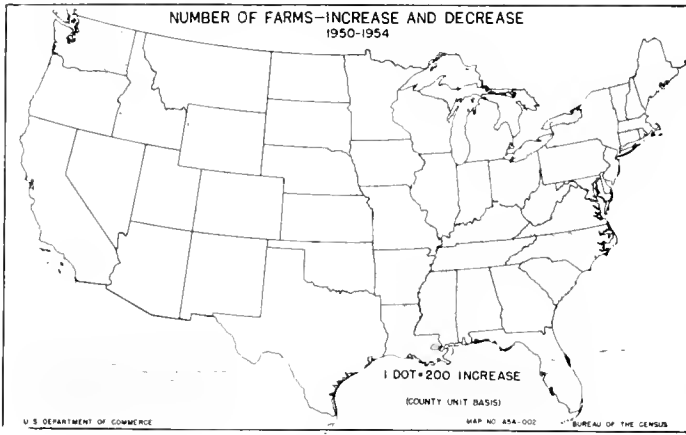 NUMBER OF FARMS—INCREASE AND DECREASE
1950-1954
1 DOT=200 INCREASE
(COUNTY UNIT BASIS)
U S DEPARTMENT OF COMMERCE
MAP NO A54-002
BUREAU OF THE CENSUS